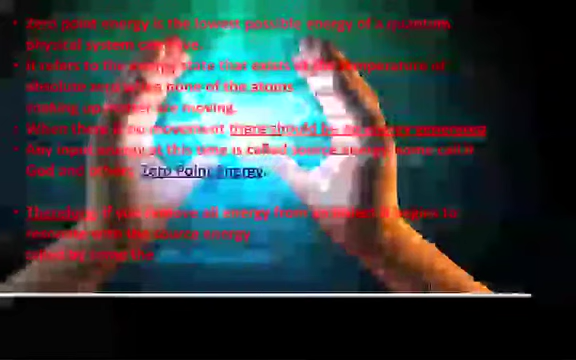 Zero point energy is the lowest possible energy of a quantum
physical system can have.
It refers to the energy state that exists at the temperature of
absolute zero when none of the atoms
making up matter are moving.
When there is no movement there should be no energy
Any input energy at this time is called source energy some call it
God and others Zero Point Energy.
Therefore if you remove all energy from an object it begins to
resonate with the source energy